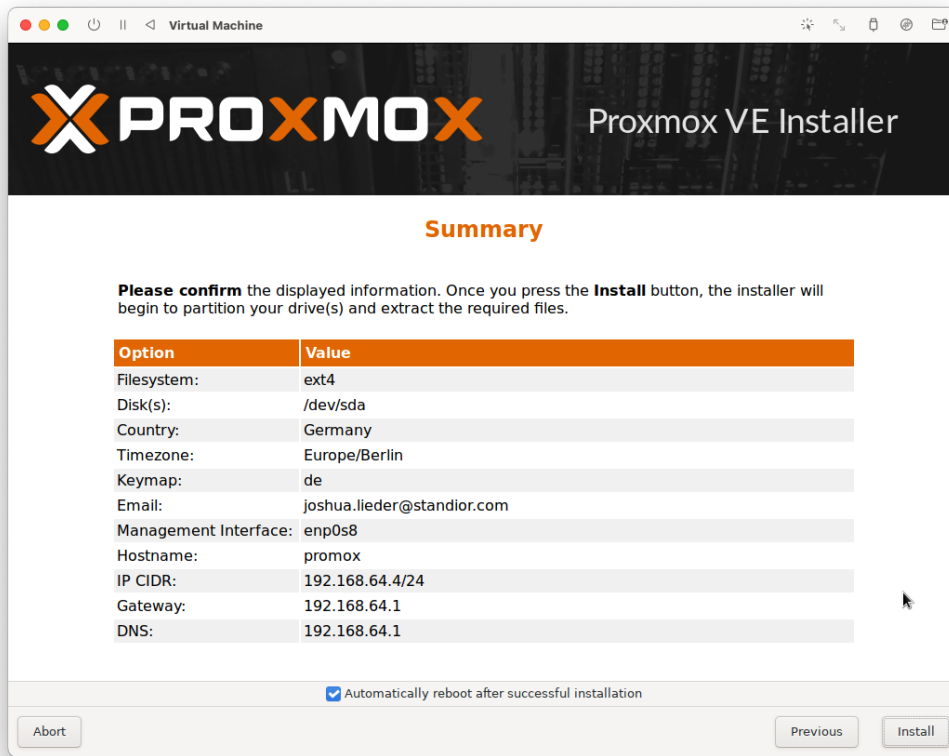 Virtual Machine
PROXMOX
Proxmox VE Installer
Summary
Please confirm the displayed information. Once you press the Install button, the installer will
begin to partition your drive(s) and extract the required files.
Option Value
Filesystem: ext4
Disk(s): /dev/sda
Country: Germany
Timezone: Europe/Berlin
Keymap: de
Email: joshua.lieder@standior.com
Management Interface: enp0s8
Hostname: promox
IP CIDR: 192.168.64.4/24
Gateway: 192.168.64.1
DNS: 192.168.64.1
Automatically reboot after successful installation
Abort Previous Install